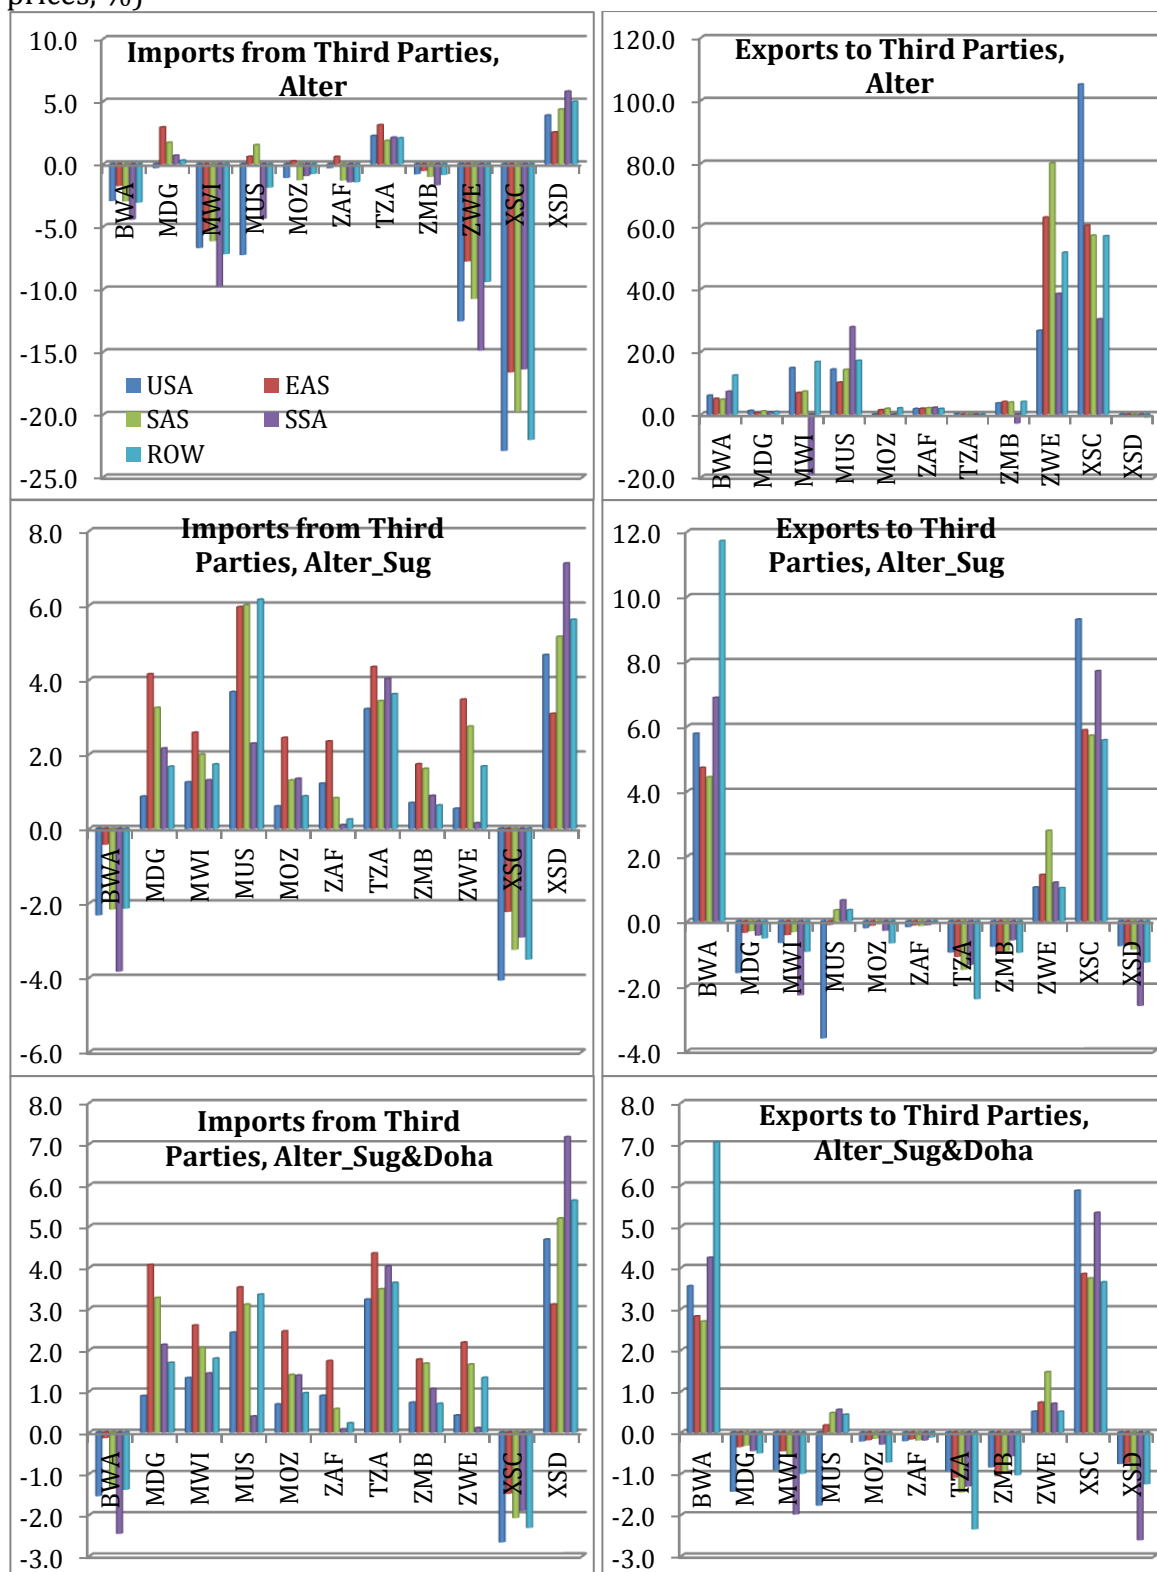 prices, %)
Imports from Third Parties,
Alter
10.0
5.0
0.0
-5.0
-10.0
-15.0
-20.0
-25.0
BWA
MDG
MWI
MUS
MOZ
ZAF
TZA
ZMB
ZWE
XSC
XSD
USA EAS
SAS SSA
ROW
Exports to Third Parties,
Alter
120.0
100.0
80.0
60.0
40.0
20.0
0.0
-20.0
BWA
MDG
MWI
MUS
MOZ
ZAF
TZA
ZMB
ZWE
XSC
XSD
Imports from Third
Parties, Alter_Sug
8.0
6.0
4.0
2.0
0.0
-2.0
-4.0
-6.0
BWA
MDG
MWI
MUS
MOZ
ZAF
TZA
ZMB
ZWE
XSC
XSD
Exports to Third
Parties, Alter_Sug
12.0
10.0
8.0
6.0
4.0
2.0
0.0
-2.0
-4.0
BWA
MDG
MWI
MUS
MOZ
ZAF
TZA
ZMB
ZWE
XSC
XSD
Imports from Third
Parties, Alter_Sug&Doha
8.0
7.0
6.0
5.0
4.0
3.0
2.0
1.0
0.0
-1.0
-2.0
-3.0
BWA
MDG
MWI
MUS
MOZ
ZAF
TZA
ZMB
ZWE
XSC
XSD
Exports to Third Parties,
Alter_Sug&Doha
8.0
7.0
6.0
5.0
4.0
3.0
2.0
1.0
0.0
-1.0
-2.0
-3.0
BWA
MDG
MWI
MUS
MOZ
ZAF
TZA
ZMB
ZWE
XSC
XSD